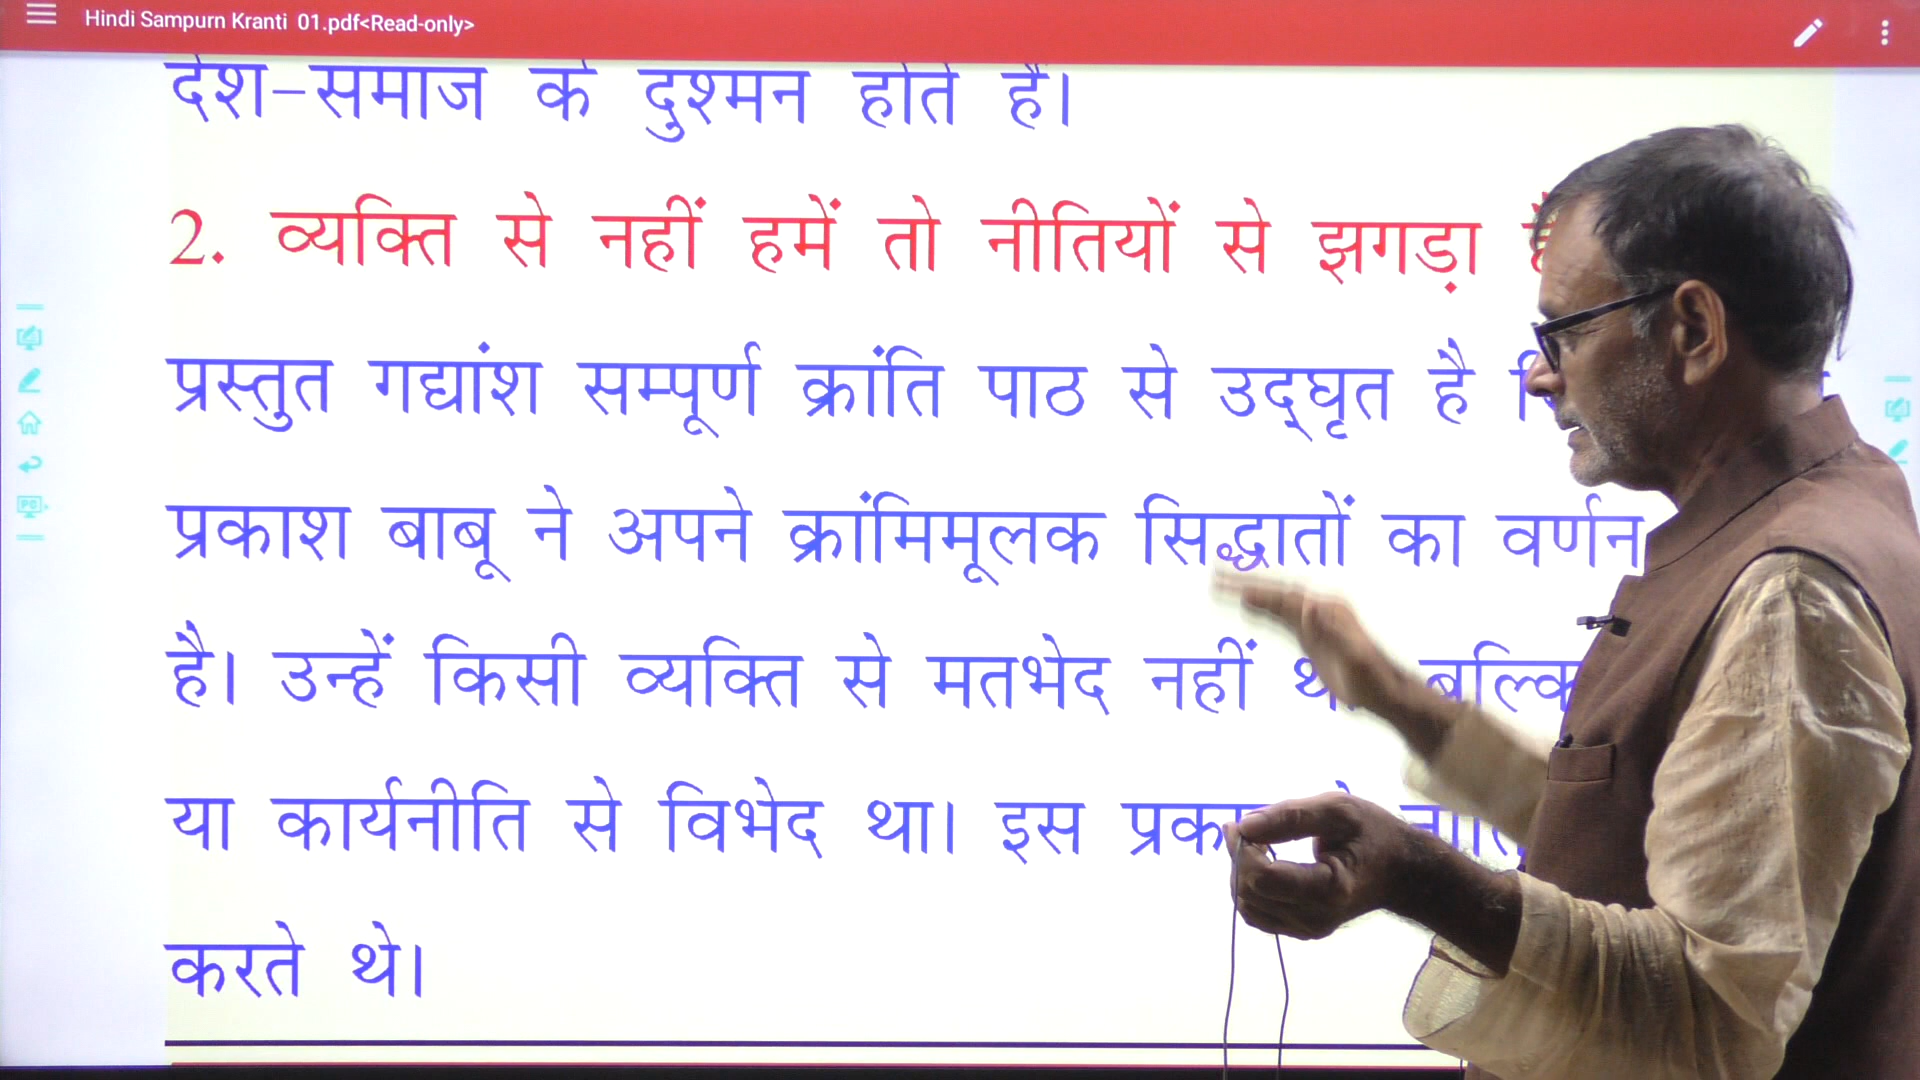 Hindi Sampurn Kranti 01.pdf<Read-only>
देश-समाज के दुश्मन होते हैं।
2. व्यक्ति से नहीं हमें तो नीतियों से झगड़ा
प्रस्तुत गद्यांश सम्पूर्ण क्रांति पाठ से उद्घृत है
प्रकाश बाबू ने अपने क्रांमिमूलक सिद्धातों का वर्णन
है। उन्हें किसी व्यक्ति से मतभेद नहीं बल्कि
या कार्यनीति से विभेद था। इस
करते थे।